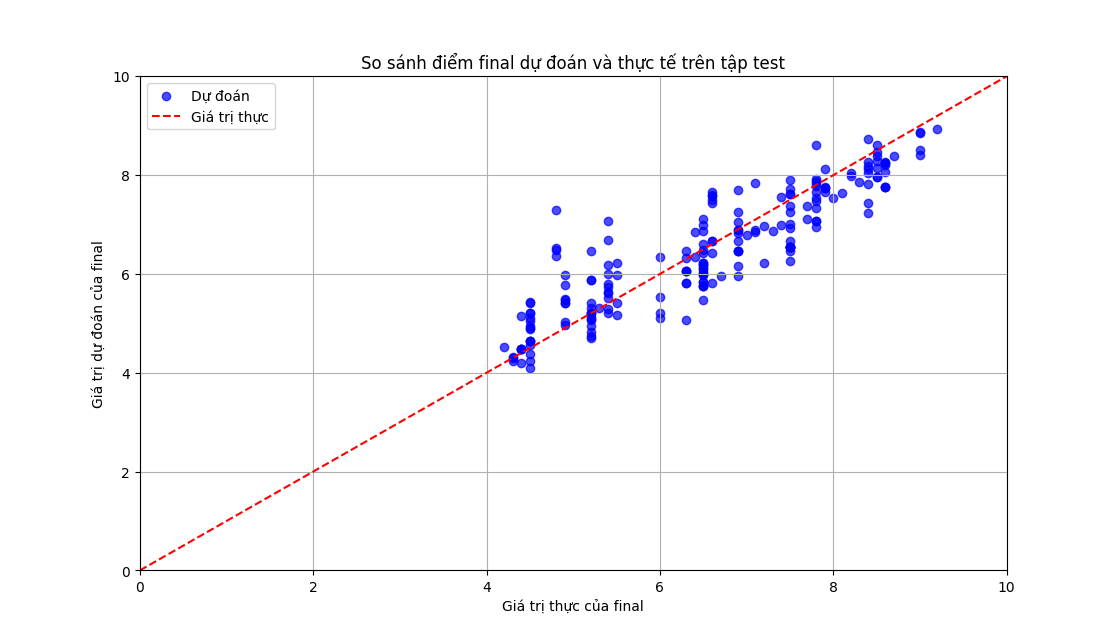 So sánh điểm final dự đoán và thực tế trên tập test
Dự đoán
Giá trị thực
Giá trị dự đoán của final
10
8
6
4
2
0
0 2 4 6 8 10
Giá trị thực của final